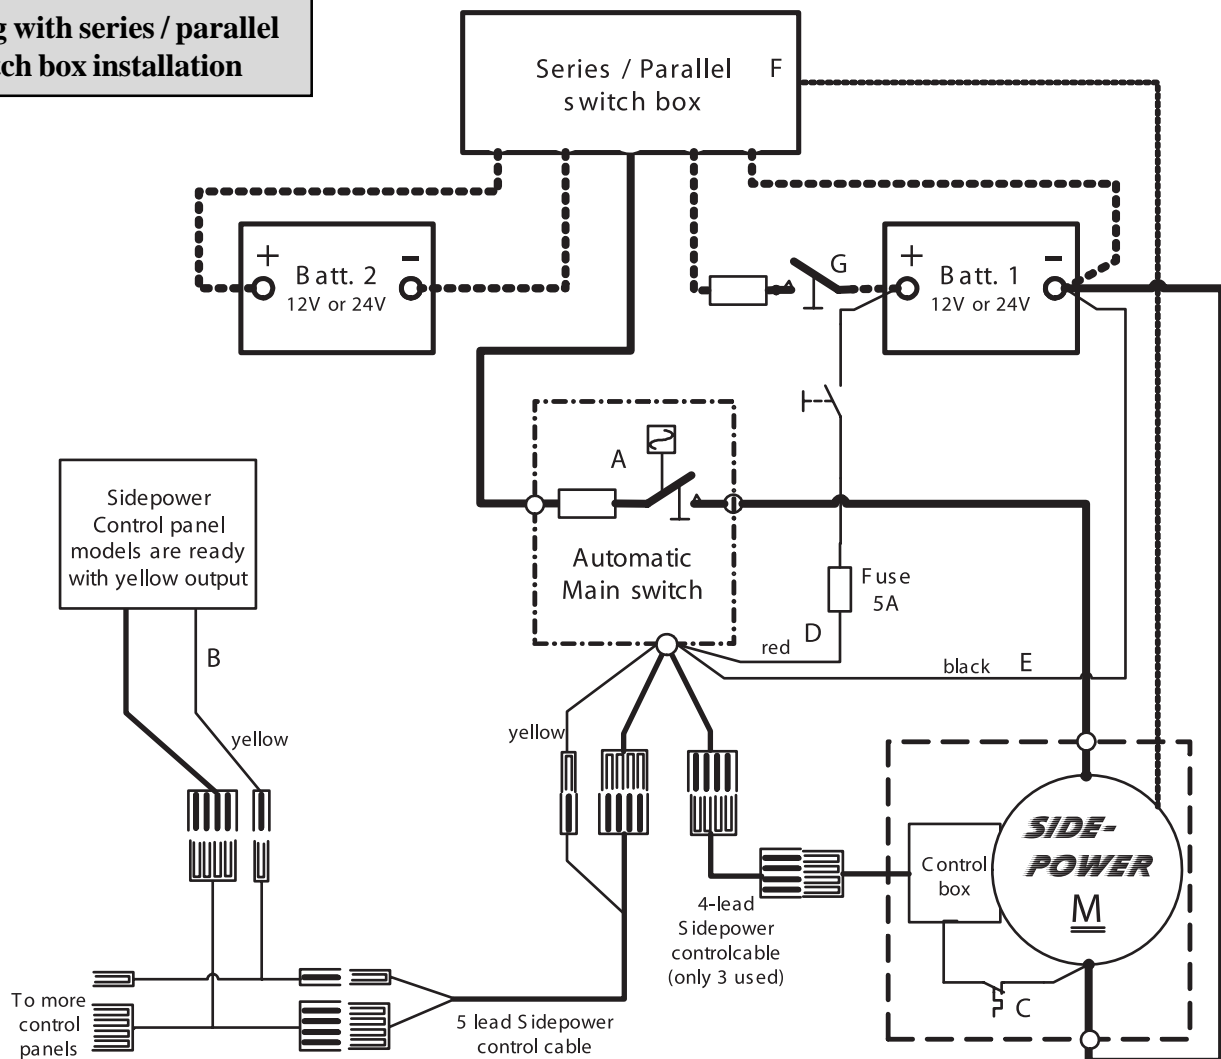 with series / parallel
box installation
Series / Parallel F
switch box
+ Batt. 2 -
12V or 24V
G
+ Batt. 1 -
12V or 24V
A
Automatic
Main switch
Fuse
5A
red D
black E
Sidepower
Control panel
models are ready
with yellow output
B
yellow
yellow
SIDE-
POWER
M
Control
box
C
4-lead
Sidepower
controlcable
(only 3 used)
To more
control
panels
5 lead Sidepower
control cable